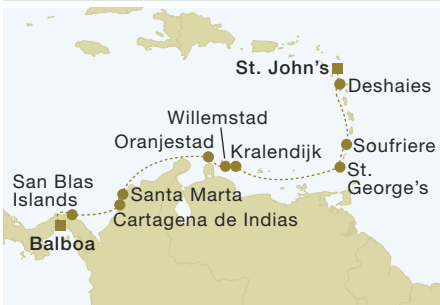 St. John's
Deshaies
Willemstad
Oranjestad
Kralendijk
Soufriere
St.
George's
San Blas
Islands
Santa Marta
Cartagena de Indias
Balboa